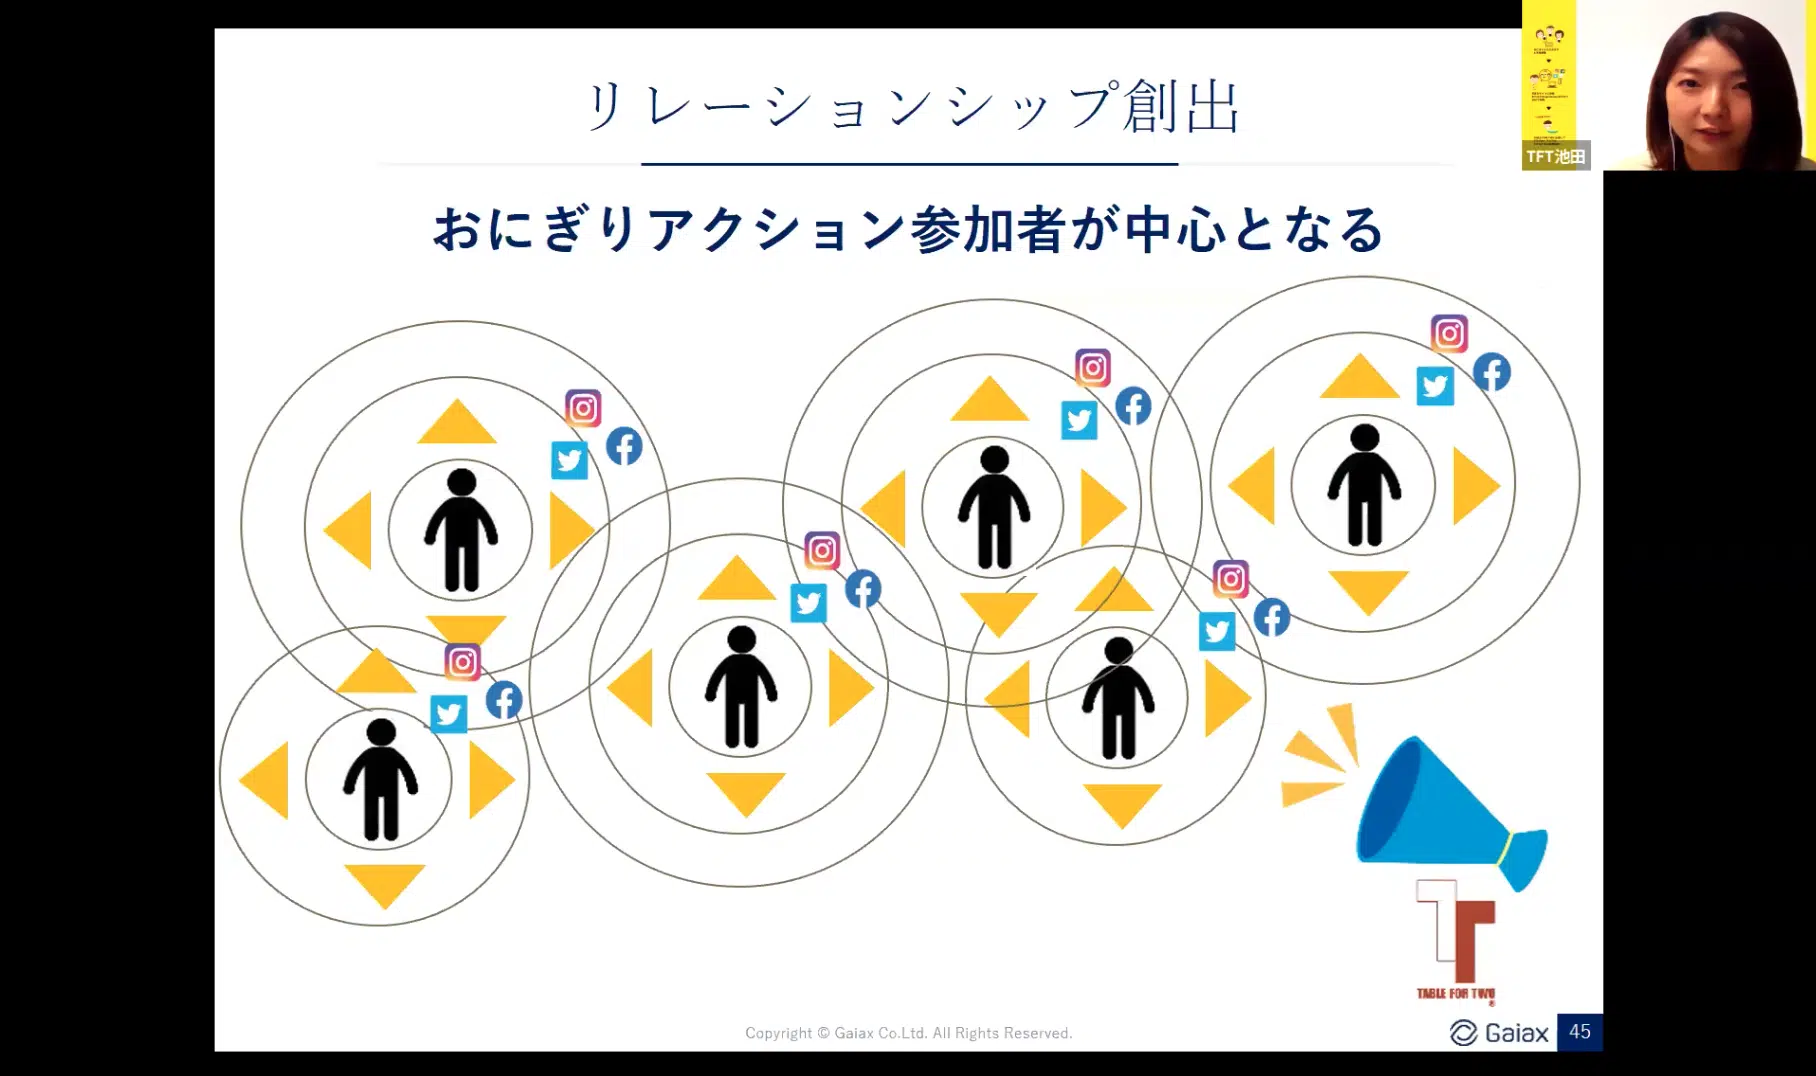 リレーションシップ創出
TFT池田
おにぎりアクション参加者が中心となる
TABLE FOR TWO
Copyright © Gaiax Co.Ltd. All Rights Reserved.
Gaiax
45